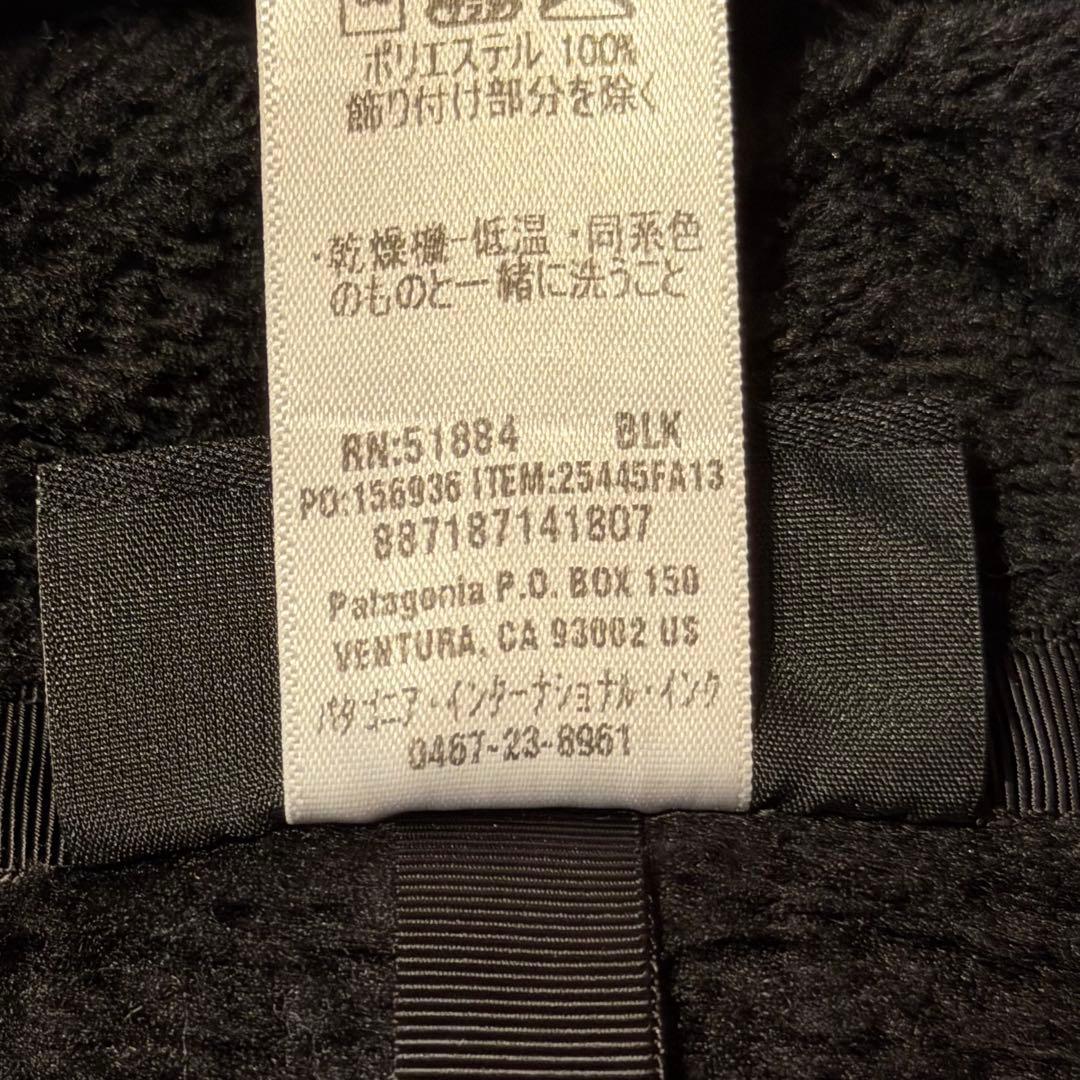 ポリエステル 100%
飾り付け部分を除く
・乾燥機ー低温 ・同系色
のものと一緒に洗うこと
RN:51884 BLK
PO:156936 ITEM:25445FA13
887187141807
Patagonia P.O. BOX 150
VENTURA, CA 93002 US
パタゴニア・インターナショナル・インク
0467-23-8961